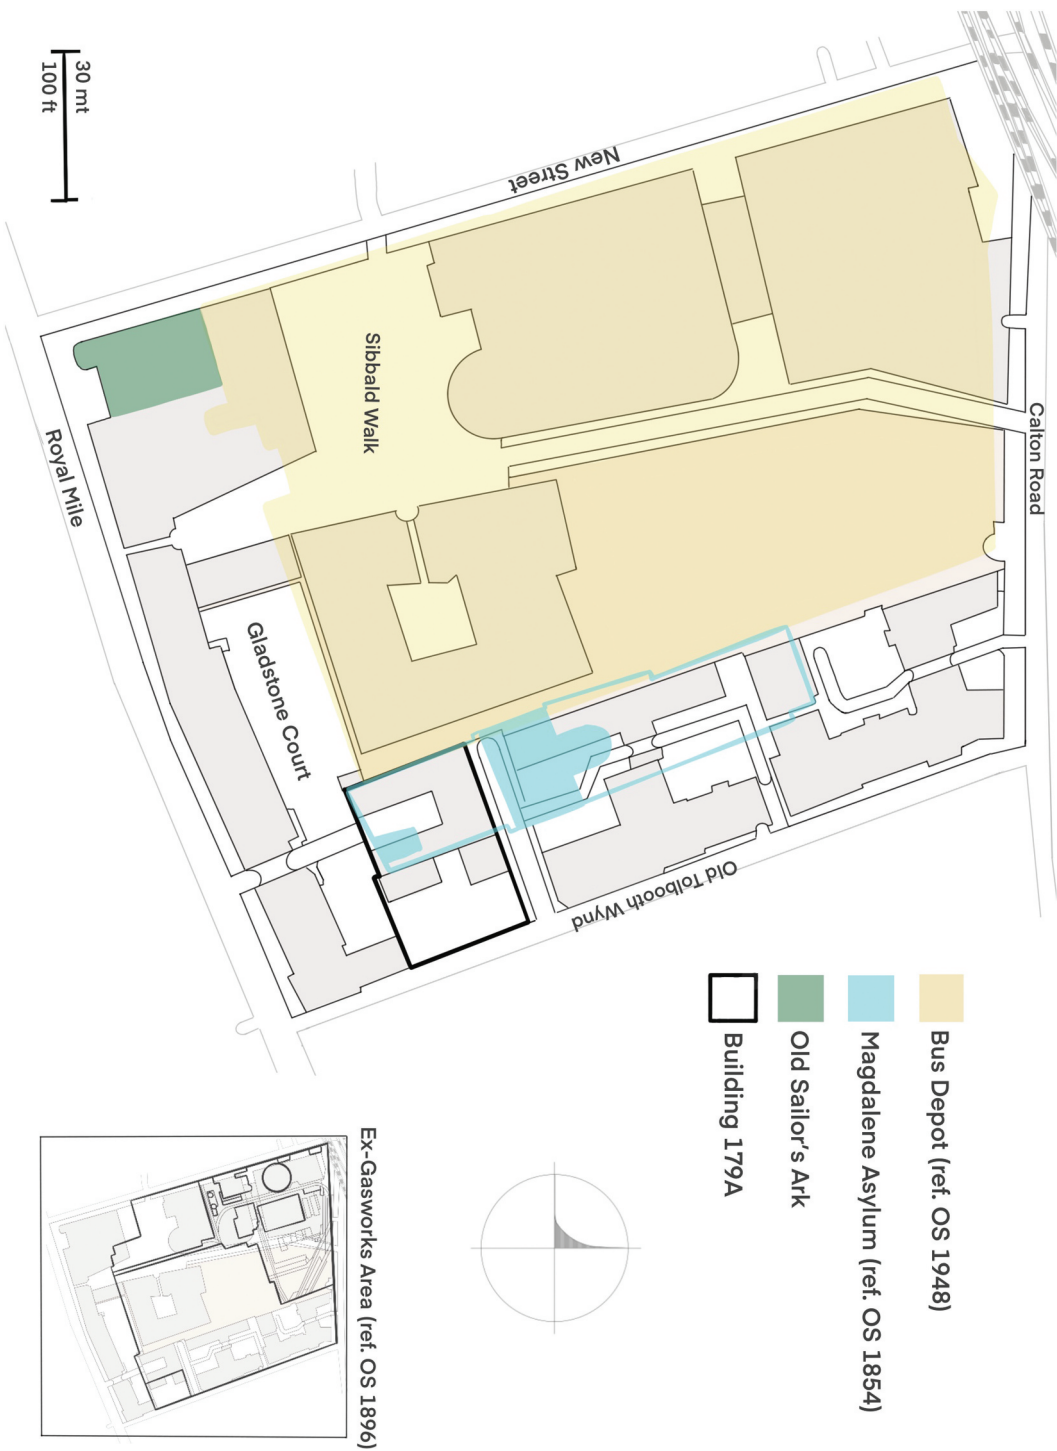 30 mt
100 ft
New Street
Calton Road
Sibbald Walk
Royal Mile
Gladstone Court
Old Tolbooth Wynd
Bus Depot (ref. OS 1948)
Magdalene Asylum (ref. OS 1854)
Old Sailor's Ark
Building 179A
Ex-Gasworks Area (ref. OS 1896)